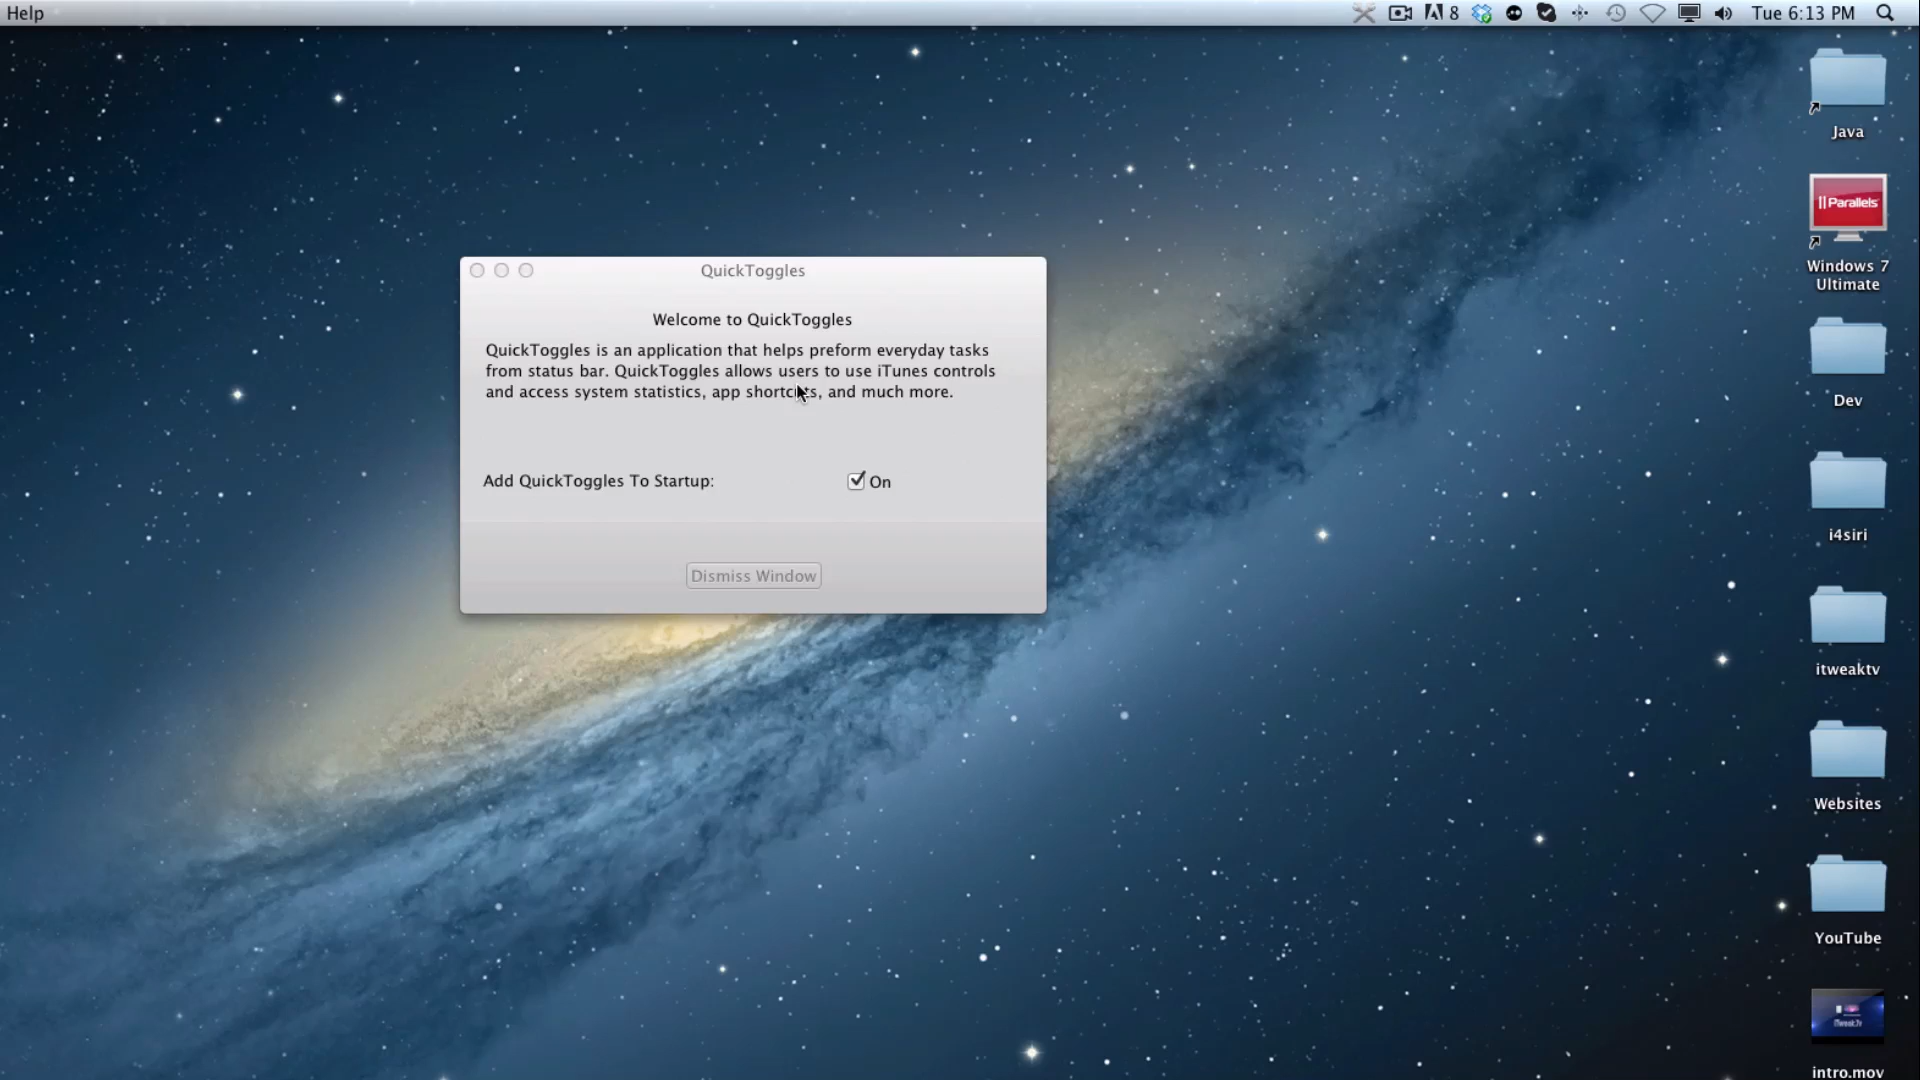 Help
8
Tue 6:13 PM
QuickToggles
Welcome to QuickToggles
QuickToggles is an application that helps preform everyday tasks
from status bar. QuickToggles allows users to use iTunes controls
and access system statistics, app shortcuts, and much more.
Add QuickToggles To Startup:
On
Dismiss Window
Java
Parallels
Windows 7
Ultimate
Dev
i4siri
itweaktv
Websites
YouTube
iTweak.Tv
intro.mov